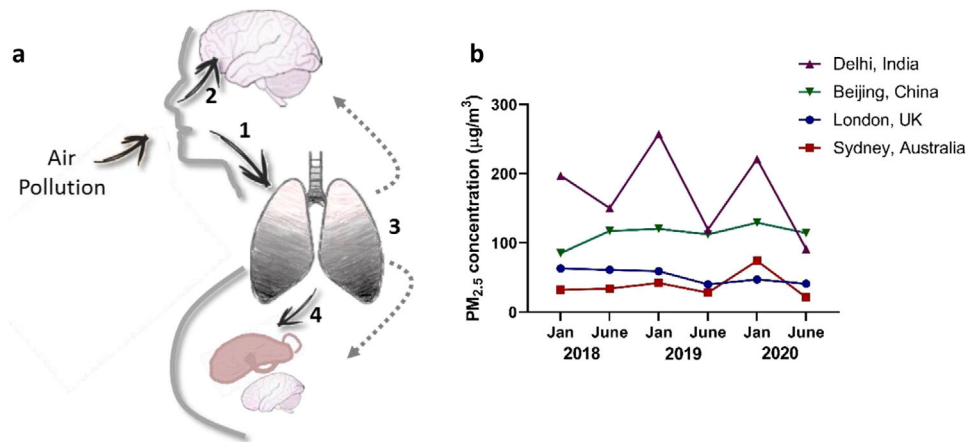 a
2
1
Air
Pollution
3
4
b
Delhi, India
Beijing, China
London, UK
Sydney, Australia
PM2.5 concentration (µg/m³)
300
200
100
0
Jan June Jan June Jan June
2018 2019 2020